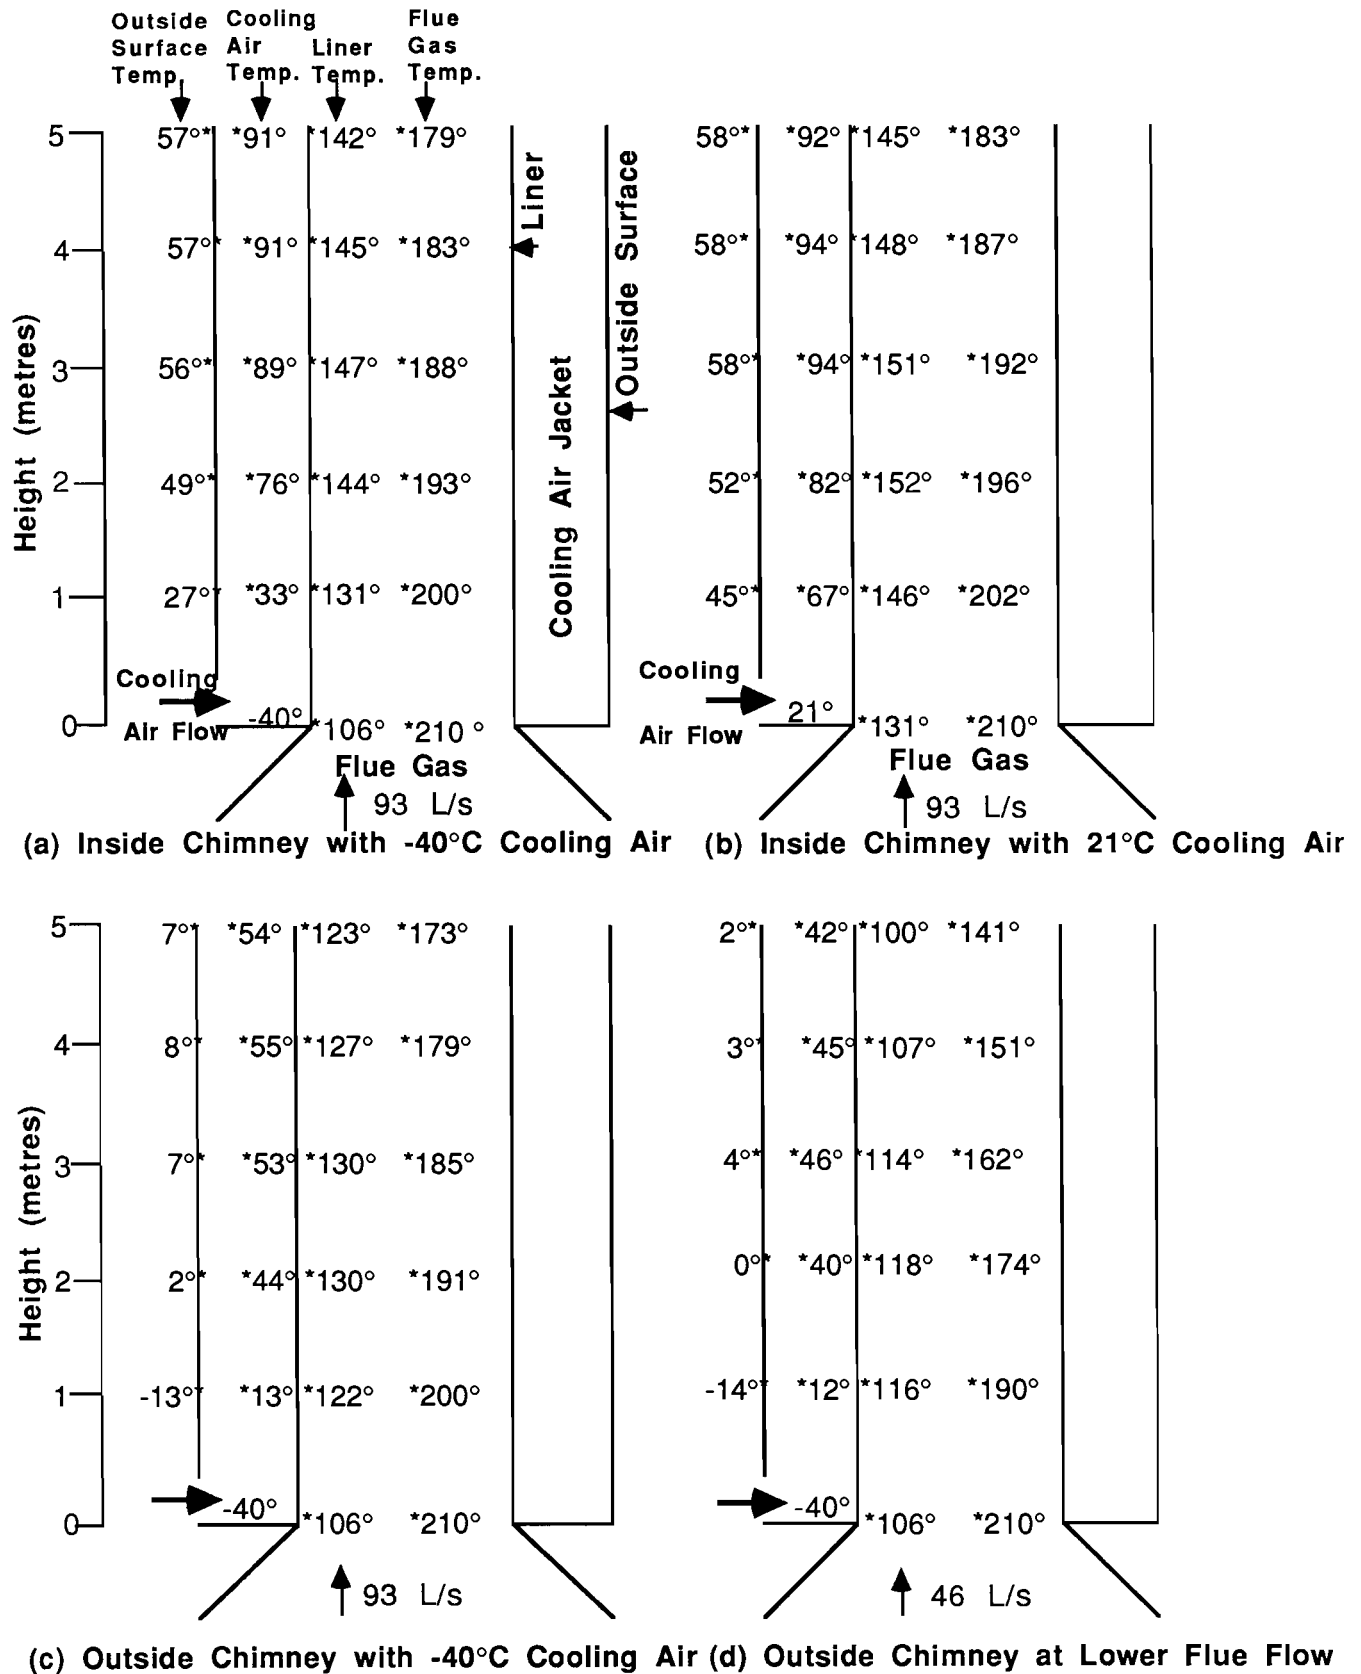 Outside Cooling Flue
Surface Air Liner Gas
Temp. Temp. Temp. Temp.
5 57°* *91° *142° *179° 58°* *92° *145° *183°
4 57°* *91° *145° *183° 58°* *94° *148° *187°
3 56°* *89° *147° *188° 58°* *94° *151° *192°
2 49°* *76° *144° *193° 52°* *82° *152° *196°
1 27°* *33° *131° *200° 45°* *67° *146° *202°
Height (metres)
Liner
Outside Surface
Cooling Air Jacket
Cooling Cooling
-40° 21°
0 *106° *210 ° *131° *210°
Air Flow Air Flow
Flue Gas Flue Gas
93 L/s 93 L/s
(a) Inside Chimney with -40°C Cooling Air (b) Inside Chimney with 21°C Cooling Air
5 7°* *54° *123° *173° 2°* *42° *100° *141°
4 8°* *55° *127° *179° 3°* *45° *107° *151°
3 7°* *53° *130° *185° 4°* *46° *114° *162°
2 2°* *44° *130° *191° 0°* *40° *118° *174°
1 -13°* *13° *122° *200° -14°* *12° *116° *190°
Height (metres)
-40° -40°
0 *106° *210° *106° *210°
93 L/s 46 L/s
(c) Outside Chimney with -40°C Cooling Air (d) Outside Chimney at Lower Flue Flow